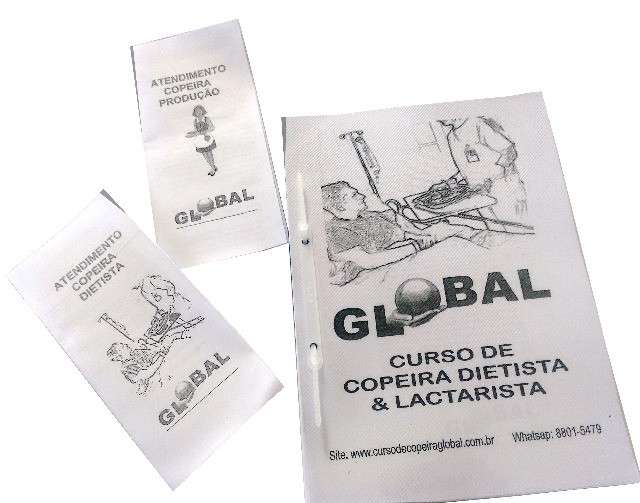 ATENDIMENTO
COPEIRA
PRODUÇÃO
GLOBAL
ATENDIMENTO
COPEIRA
DIETISTA
GLOBAL
GLOBAL
CURSO DE
COPEIRA DIETISTA
& LACTARISTA
Site: www.cursodecopeiraglobal.com.br Whatsap: 8801-5479